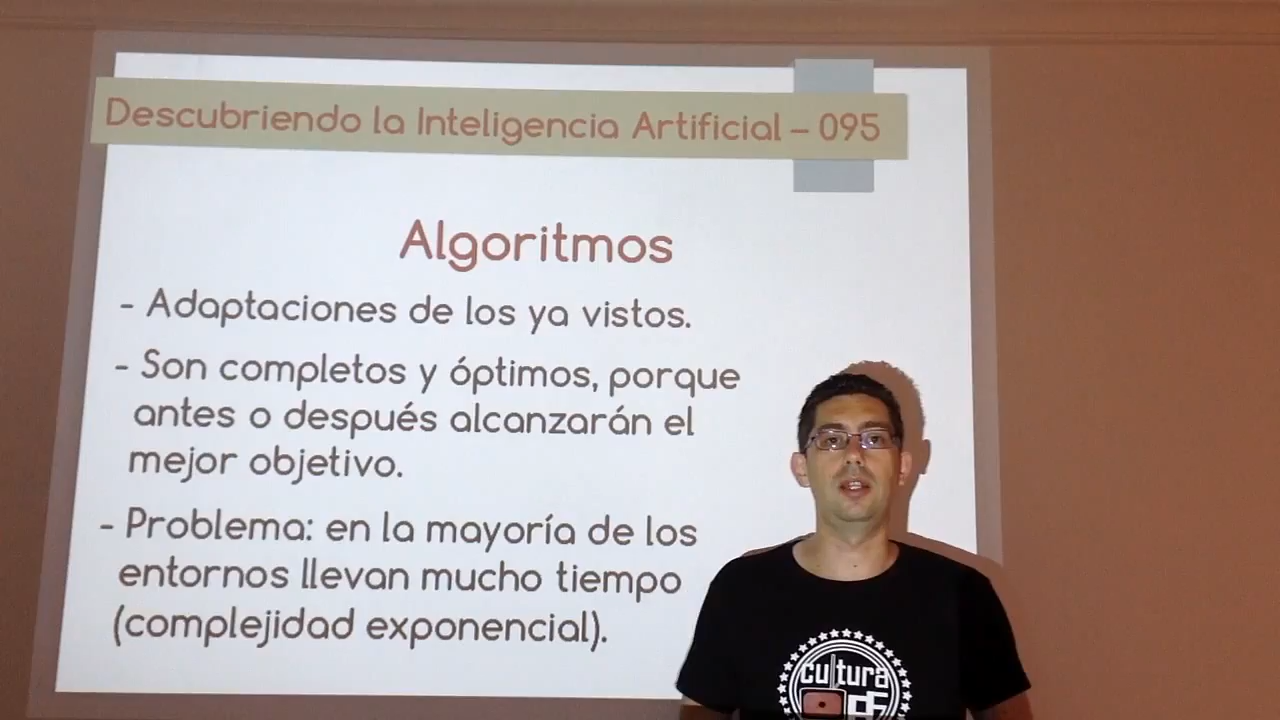 Descubriendo la Inteligencia Artificial – 095
Algoritmos
- Adaptaciones de los ya vistos.
- Son completos y óptimos, porque
antes o después alcanzarán el
mejor objetivo.
- Problema: en la mayoría de los
entornos llevan mucho tiempo
(complejidad exponencial).
cultura